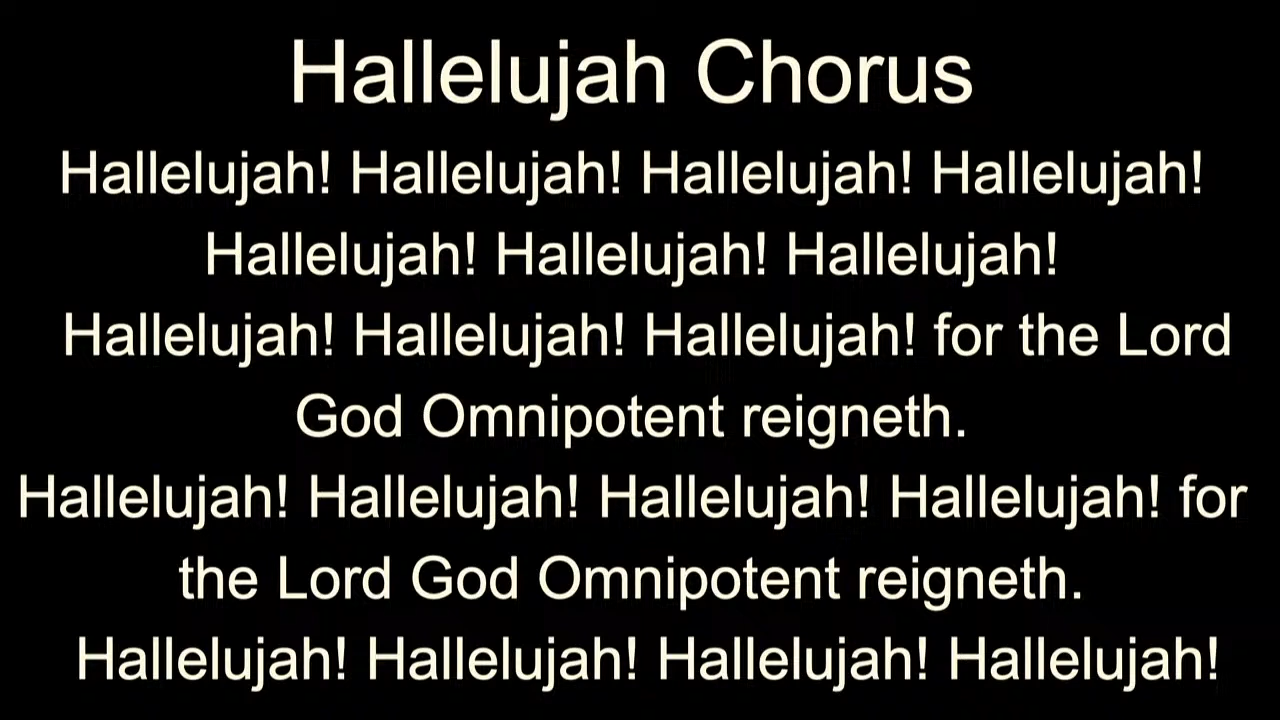 Hallelujah Chorus
Hallelujah! Hallelujah! Hallelujah! Hallelujah!
Hallelujah! Hallelujah! Hallelujah!
Hallelujah! Hallelujah! Hallelujah! for the Lord
God Omnipotent reigneth.
Hallelujah! Hallelujah! Hallelujah! Hallelujah! for
the Lord God Omnipotent reigneth.
Hallelujah! Hallelujah! Hallelujah! Hallelujah!